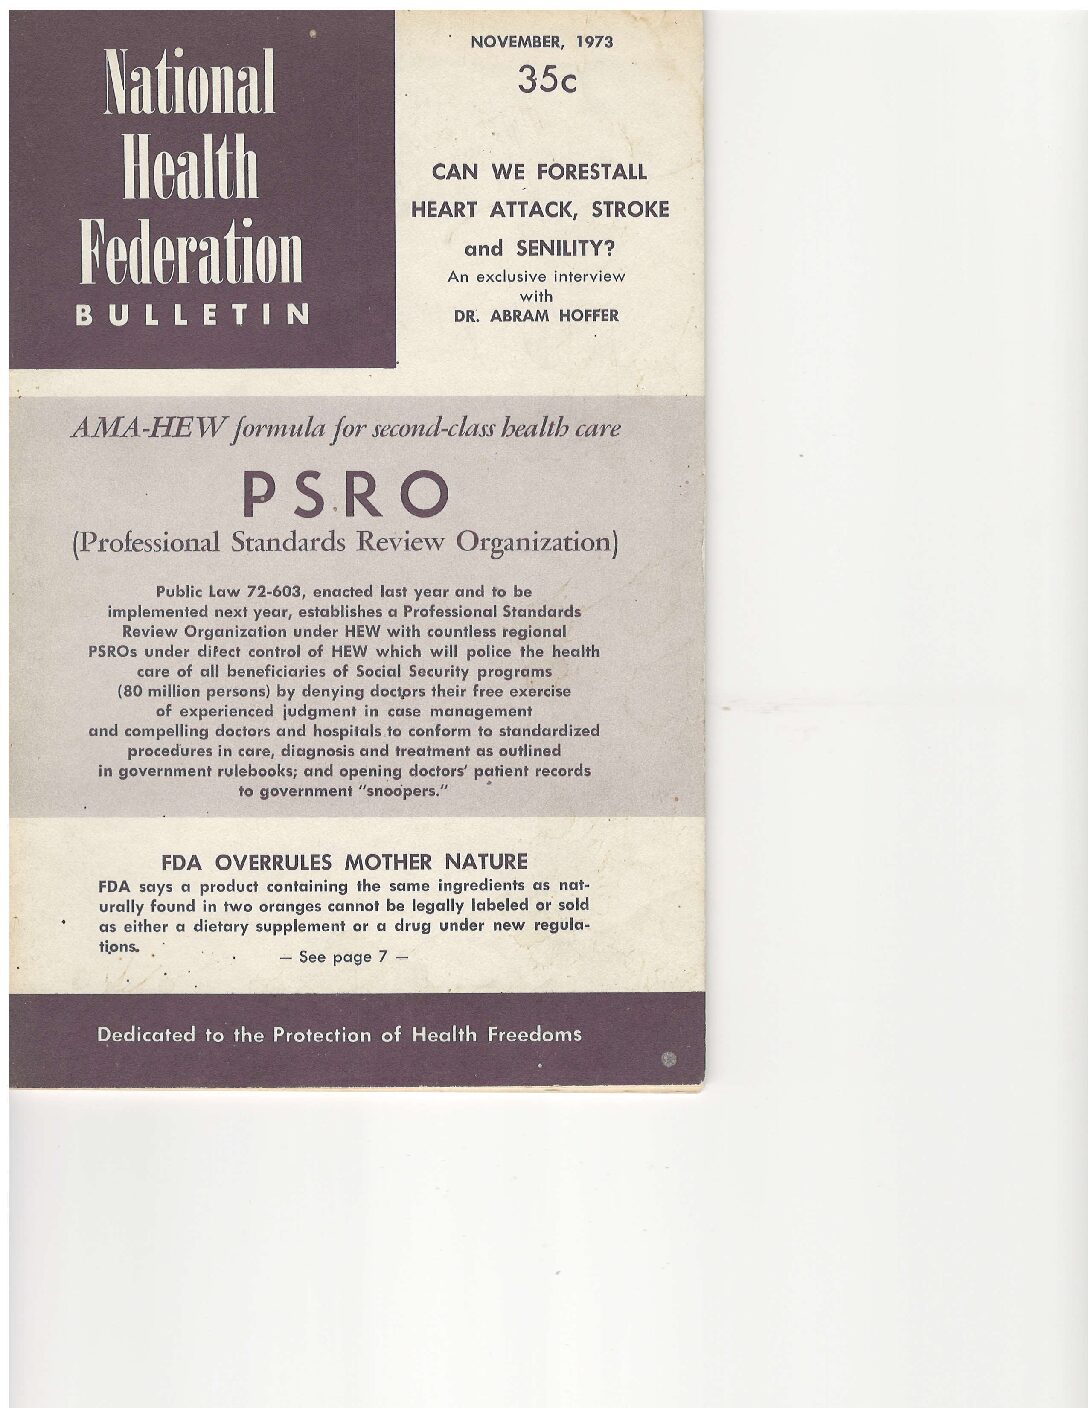 National
Health
Federation
BULLETIN
NOVEMBER, 1973
35c
CAN WE FORESTALL
HEART ATTACK, STROKE
and SENILITY?
An exclusive interview
with
DR. ABRAM HOFFER
AMA-HEW formula for second-class health care
PSRO
(Professional Standards Review Organization)
Public Law 72-603, enacted last year and to be
implemented next year, establishes a Professional Standards
Review Organization under HEW with countless regional
PSROs under direct control of HEW which will police the health
care of all beneficiaries of Social Security programs
(80 million persons) by denying doctors their free exercise
of experienced judgment in case management
and compelling doctors and hospitals to conform to standardized
procedures in care, diagnosis and treatment as outlined
in government rulebooks; and opening doctors' patient records
to government "snoopers."
FDA OVERRULES MOTHER NATURE
FDA says a product containing the same ingredients as nat-
urally found in two oranges cannot be legally labeled or sold
as either a dietary supplement or a drug under new regula-
tions.
— See page 7 —
Dedicated to the Protection of Health Freedoms